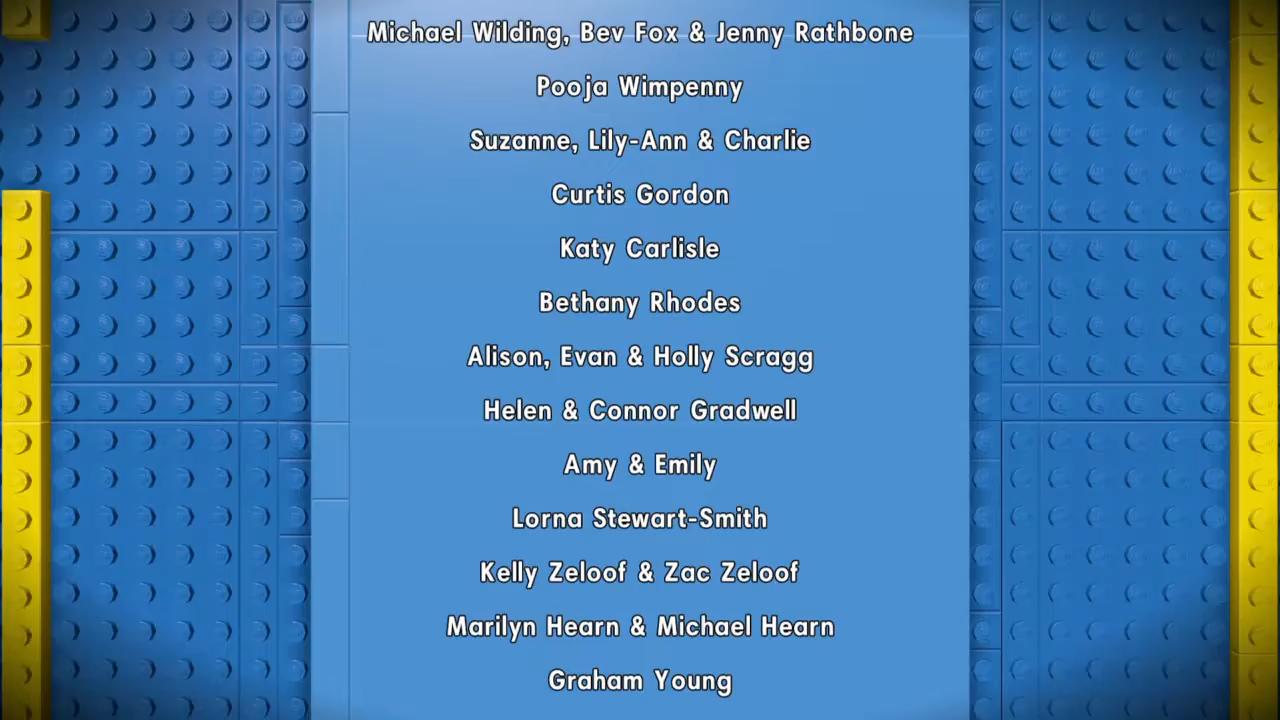 Michael Wilding, Bev Fox & Jenny Rathbone
Pooja Wimpenny
Suzanne, Lily-Ann & Charlie
Curtis Gordon
Katy Carlisle
Bethany Rhodes
Alison, Evan & Holly Scragg
Helen & Connor Gradwell
Amy & Emily
Lorna Stewart-Smith
Kelly Zeloof & Zac Zeloof
Marilyn Hearn & Michael Hearn
Graham Young